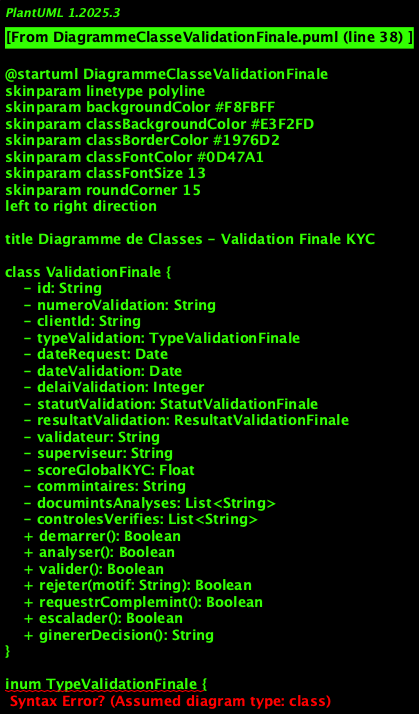 PlantUML 1.2025.3
[From DiagrammeClasseValidationFinale.puml (line 38) ]
@startuml DiagrammeClasseValidationFinale
skinparam linetype polyline
skinparam backgroundColor #F8FBFF
skinparam classBackgroundColor #E3F2FD
skinparam classBorderColor #1976D2
skinparam classFontColor #0D47A1
skinparam classFontSize 13
skinparam roundCorner 15
left to right direction
title Diagramme de Classes - Validation Finale KYC
class ValidationFinale {
- id: String
- numeroValidation: String
- clientId: String
- typeValidation: TypeValidationFinale
- dateRequest: Date
- dateValidation: Date
- delaiValidation: Integer
- statutValidation: StatutValidationFinale
- resultatValidation: ResultatValidationFinale
- validateur: String
- superviseur: String
- scoreGlobalKYC: Float
- commintaires: String
- documintsAnalyses: List<String>
- controlesVerifies: List<String>
+ demarrer(): Boolean
+ analyser(): Boolean
+ valider(): Boolean
+ rejeter(motif: String): Boolean
+ requestrComplemint(): Boolean
+ escalader(): Boolean
+ ginererDecision(): String
}
inum TypeValidationFinale {
Syntax Error? (Assumed diagram type: class)